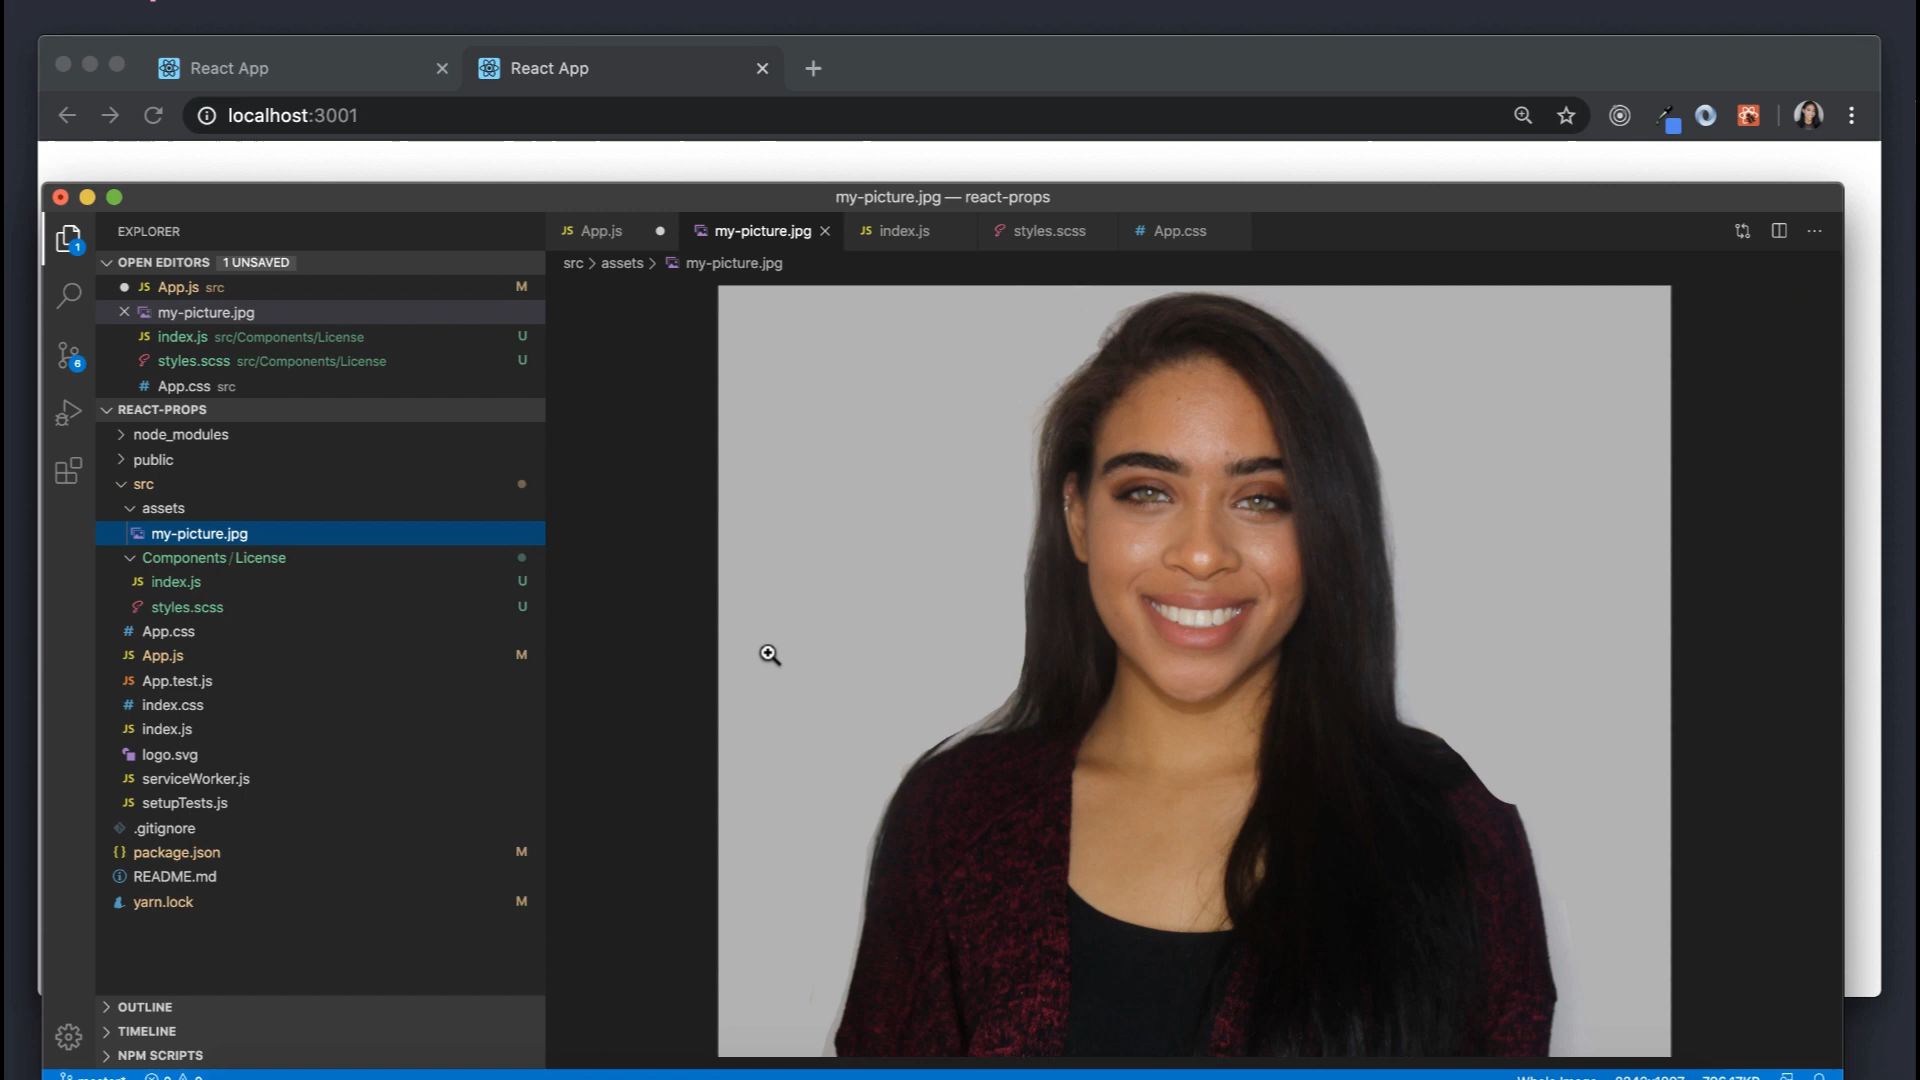 React App
React App
localhost:3001
my-picture.jpg — react-props
1
EXPLORER
JS App.js
my-picture.jpg
JS index.js
styles.scss
# App.css
OPEN EDITORS 1 UNSAVED
src > assets > my-picture.jpg
JS App.js src M
my-picture.jpg
JS index.js src/Components/License U
styles.scss src/Components/License U
6
# App.css src
REACT-PROPS
node_modules
public
src
assets
my-picture.jpg
Components / License
JS index.js U
styles.scss U
# App.css
JS App.js M
JS App.test.js
# index.css
JS index.js
logo.svg
JS serviceWorker.js
JS setupTests.js
.gitignore
{} package.json M
README.md
yarn.lock M
OUTLINE
TIMELINE
NPM SCRIPTS